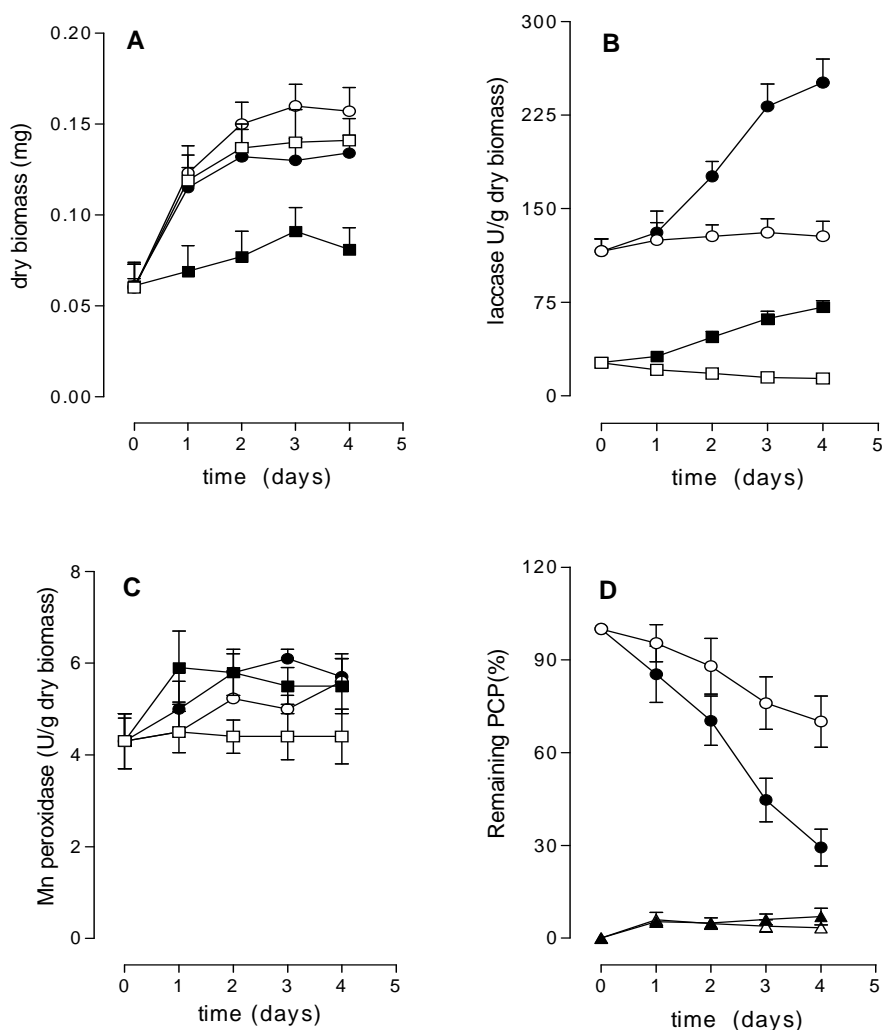 A
dry biomass (mg)
0.20
0.15
0.10
0.05
0.00
0 1 2 3 4 5
time (days)
B
laccase U/g dry biomass)
300
225
150
75
0
0 1 2 3 4 5
time (days)
C
Mn peroxidase (U/g dry biomass)
8
6
4
2
0
0 1 2 3 4 5
time (days)
D
Remaining PCP(%)
120
90
60
30
0
0 1 2 3 4 5
time (days)